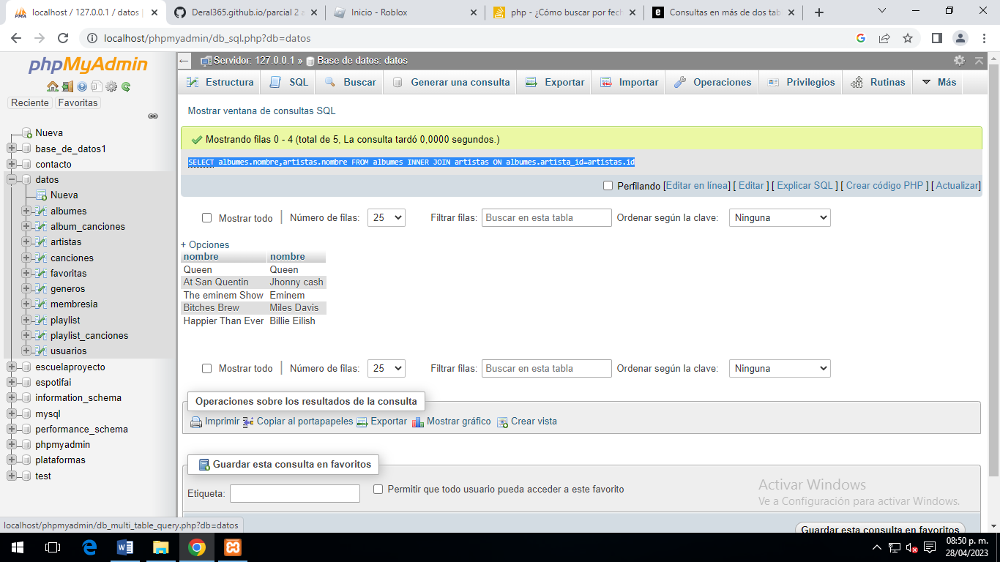 localhost / 127.0.0.1 / datos |
Deral365.github.io/parcial 2 a
Inicio - Roblox
php - ¿Cómo buscar por fech
Consultas en más de dos tab
localhost/phpmyadmin/db_sql.php?db=datos
phpMyAdmin
Reciente Favoritas
Nueva
base_de_datos1
contacto
datos
Nueva
albumes
album_canciones
artistas
canciones
favoritas
generos
membresia
playlist
playlist_canciones
usuarios
escuelaproyecto
espotifai
information_schema
mysql
performance_schema
phpmyadmin
plataformas
test
Servidor: 127.0.0.1 » Base de datos: datos
Estructura SQL Buscar Generar una consulta Exportar Importar Operaciones Privilegios Rutinas Más
Mostrar ventana de consultas SQL
Mostrando filas 0 - 4 (total de 5, La consulta tardó 0,0000 segundos.)
SELECT albumes.nombre,artistas.nombre FROM albumes INNER JOIN artistas ON albumes.artista_id=artistas.id
Perfilando [Editar en línea] [ Editar ] [ Explicar SQL ] [ Crear código PHP ] [ Actualizar]
Mostrar todo | Número de filas: 25 Filtrar filas: Buscar en esta tabla Ordenar según la clave: Ninguna
+ Opciones
nombre nombre
Queen Queen
At San Quentin Jhonny cash
The eminem Show Eminem
Bitches Brew Miles Davis
Happier Than Ever Billie Eilish
Mostrar todo | Número de filas: 25 Filtrar filas: Buscar en esta tabla Ordenar según la clave: Ninguna
Operaciones sobre los resultados de la consulta
Imprimir Copiar al portapapeles Exportar Mostrar gráfico Crear vista
Guardar esta consulta en favoritos
Etiqueta: Permitir que todo usuario pueda acceder a este favorito
Activar Windows
Ve a Configuración para activar Windows.
Guardar esta consulta en favoritos
localhost/phpmyadmin/db_multi_table_query.php?db=datos
08:50 p. m.
28/04/2023